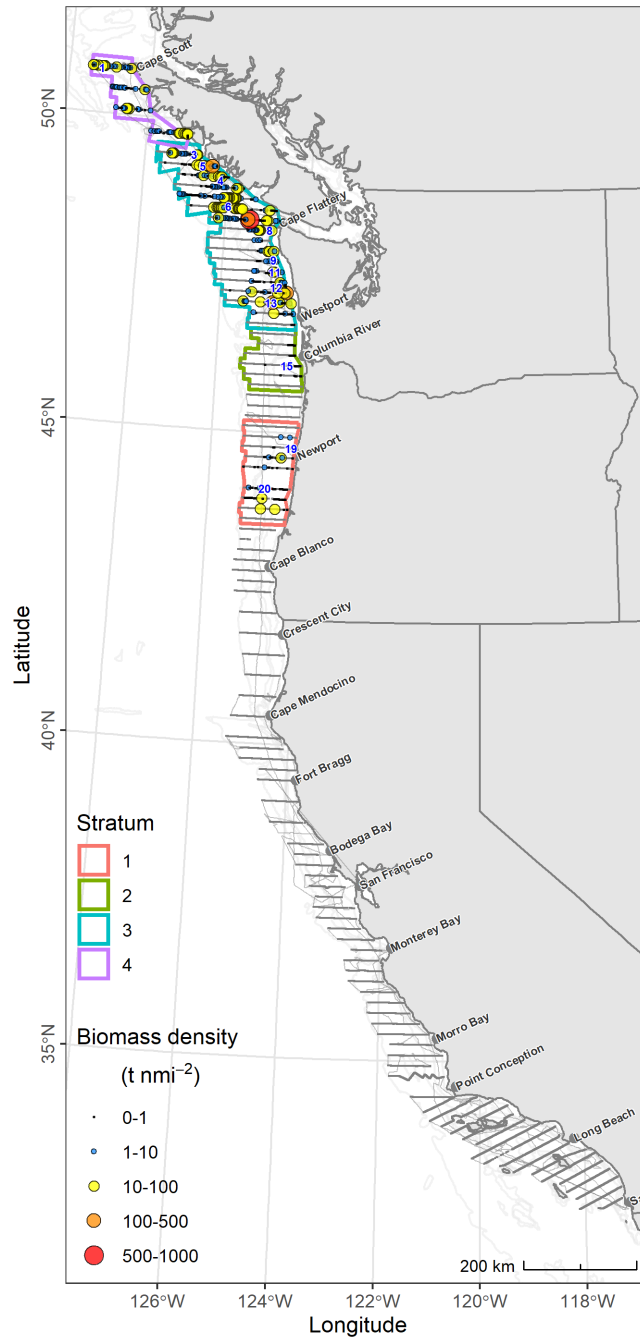 Cape Scott
1
50°N
3
5
4
6
Cape Flattery
8
9
11
12
13
Westport
Columbia River
15
45°N
19
Newport
20
Cape Blanco
Crescent City
Cape Mendocino
40°N
Fort Bragg
Bodega Bay
San Francisco
Monterey Bay
Morro Bay
35°N
Point Conception
Long Beach
Sa
Latitude
Stratum
1
2
3
4
Biomass density
(t nmi⁻²)
0-1
1-10
10-100
100-500
500-1000
200 km
126°W
124°W
122°W
120°W
118°W
Longitude